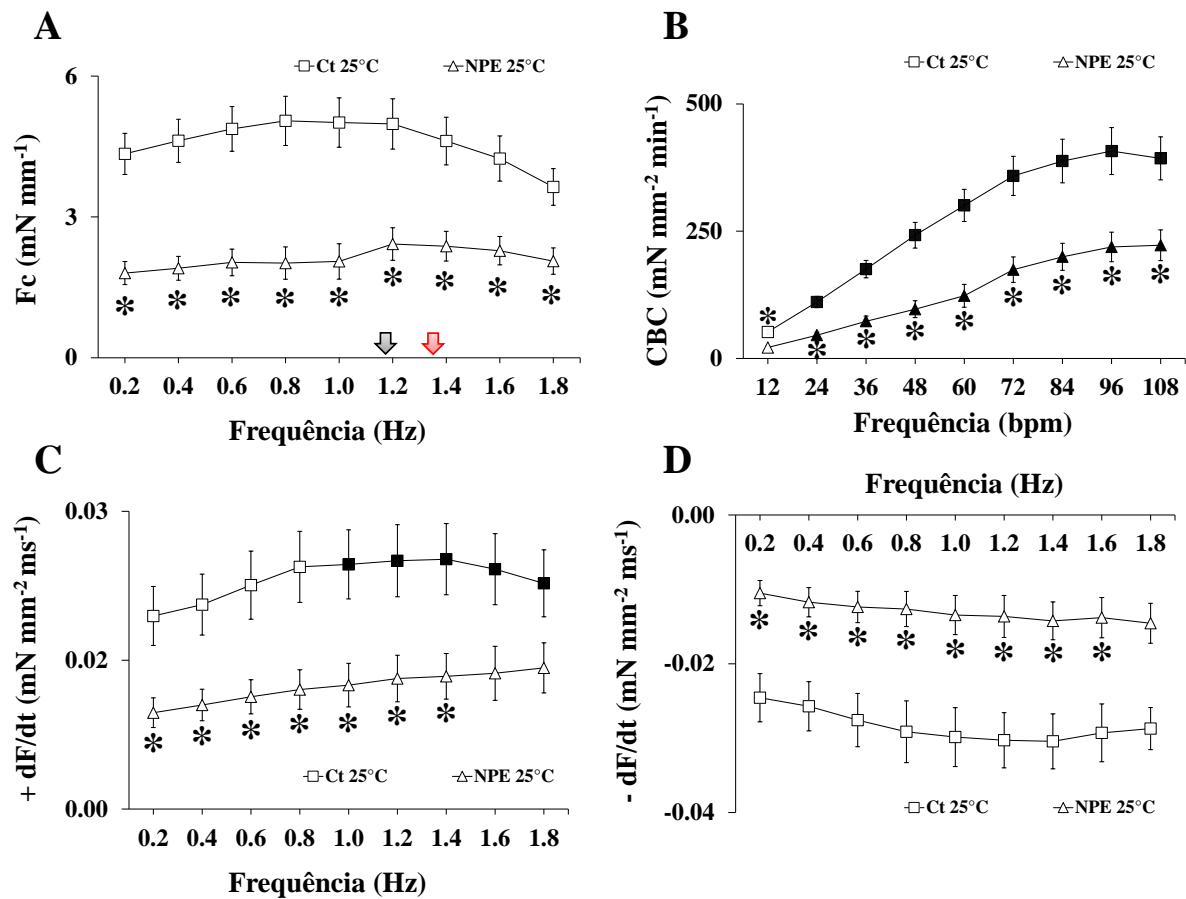 A
Ct 25°C NPE 25°C
Fc (mN mm-1)
6
3
0
* * * * * * * * *
0.2 0.4 0.6 0.8 1.0 1.2 1.4 1.6 1.8
Frequência (Hz)
B
Ct 25°C NPE 25°C
CBC (mN mm-2 min-1)
500
250
0
* * * * * * * * *
12 24 36 48 60 72 84 96 108
Frequência (bpm)
C
+ dF/dt (mN mm-2 ms-1)
0.03
0.02
0.00
* * * * * * *
Ct 25°C NPE 25°C
0.2 0.4 0.6 0.8 1.0 1.2 1.4 1.6 1.8
Frequência (Hz)
D
Frequência (Hz)
- dF/dt (mN mm-2 ms-1)
0.00
0.2 0.4 0.6 0.8 1.0 1.2 1.4 1.6 1.8
* * * * * * * *
-0.02
-0.04
Ct 25°C NPE 25°C